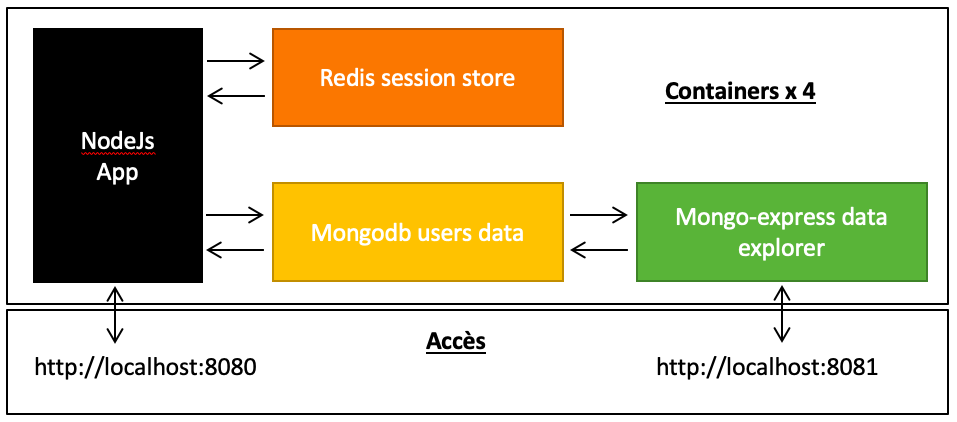 Redis session store
Containers x 4
NodeJs
App
Mongodb users data
Mongo-express data
explorer
Accès
http://localhost:8080
http://localhost:8081